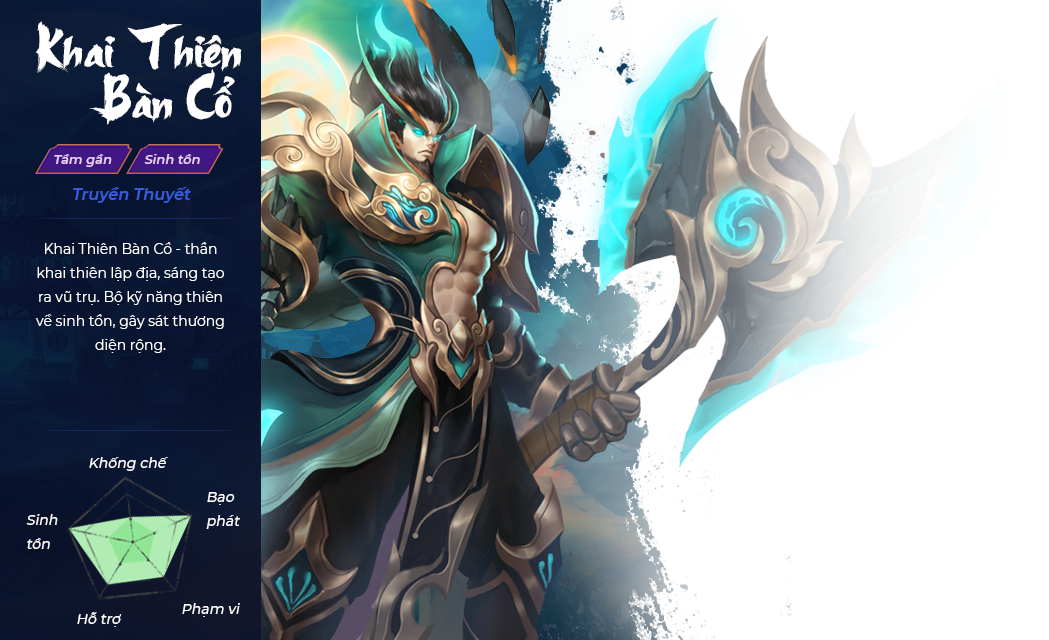 Khai Thiên
Bàn Cổ
Tầm gần
Sinh tồn
Truyền Thuyết
Khai Thiên Bàn Cổ - thần
khai thiên lập địa, sáng tạo
ra vũ trụ. Bộ kỹ năng thiên
về sinh tồn, gây sát thương
diện rộng.
Khống chế
Bạo
phát
Sinh
tồn
Phạm vi
Hỗ trợ